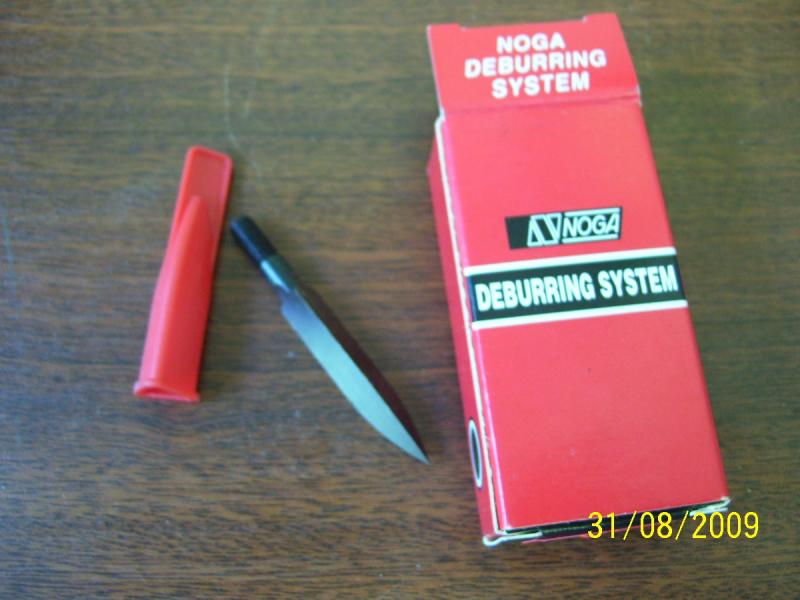 NOGA
DEBURRING
SYSTEM
NOGA
DEBURRING SYSTEM
31/08/2009